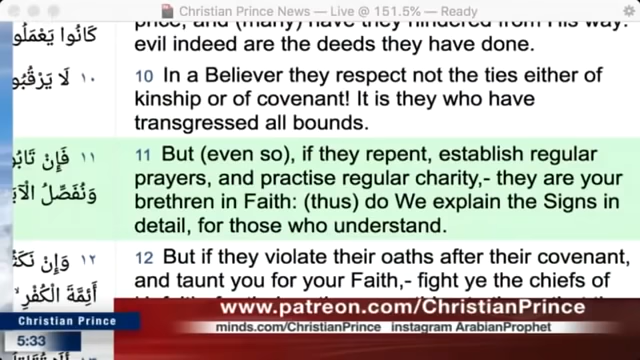 Christian Prince News — Live @ 151.5% — Ready
and (many) have they hindered from His way:
evil indeed are the deeds they have done.
كَانُوا يَعْمَلُو
10 In a Believer they respect not the ties either of
kinship or of covenant! It is they who have
transgressed all bounds.
١٠ لَا يَرْقُبُو
11 But (even so), if they repent, establish regular
prayers, and practise regular charity,- they are your
brethren in Faith: (thus) do We explain the Signs in
detail, for those who understand.
١١ فَإِنْ تَابُو
وَنُفَصِّلُ الْآيَ
12 But if they violate their oaths after their covenant,
and taunt you for your Faith,- fight ye the chiefs of
١٢ وَإِنْ نَكَثُ
أَئِمَّةَ الْكُفْرِ
www.patreon.com/ChristianPrince
Christian Prince
minds.com/ChristianPrince instagram ArabianProphet
5:33